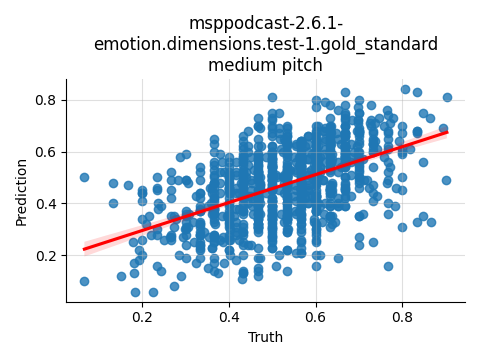 msppodcast-2.6.1-
emotion.dimensions.test-1.gold_standard
medium pitch
0.8
0.6
0.4
0.2
Prediction
0.2 0.4 0.6 0.8
Truth